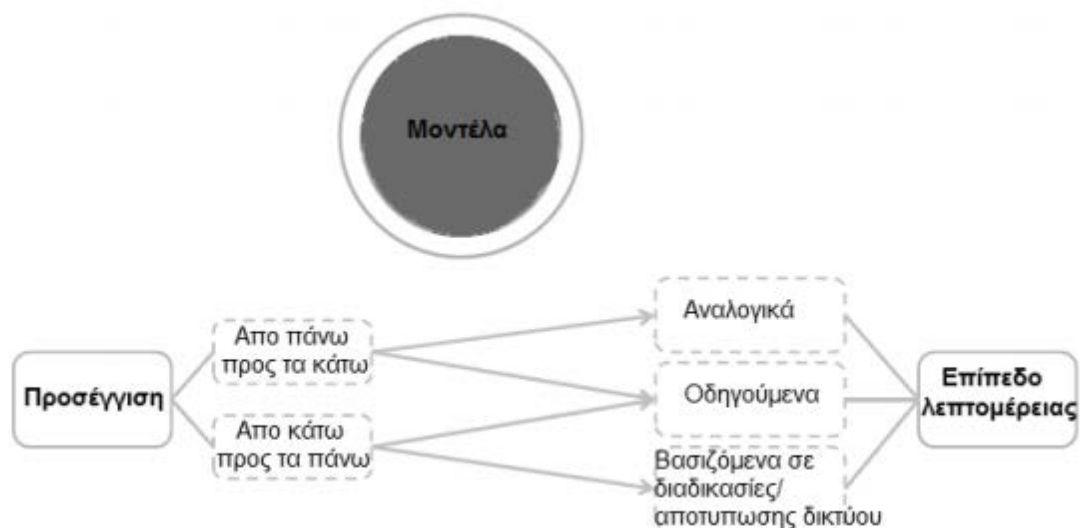 Μοντέλα
Προσέγγιση
Απο πάνω
προς τα κάτω
Απο κάτω
προς τα πάνω
Αναλογικά
Οδηγούμενα
Βασιζόμενα σε
διαδικασίες/
αποτυπωσης δικτύου
Επίπεδο
λεπτομέρειας